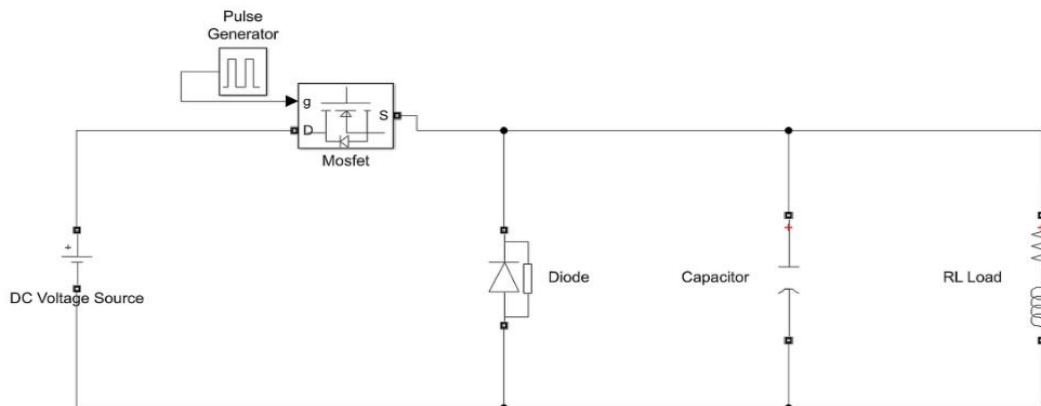 Pulse
Generator
g
D
S
Mosfet
+
DC Voltage Source
Diode
+
Capacitor
+
RL Load